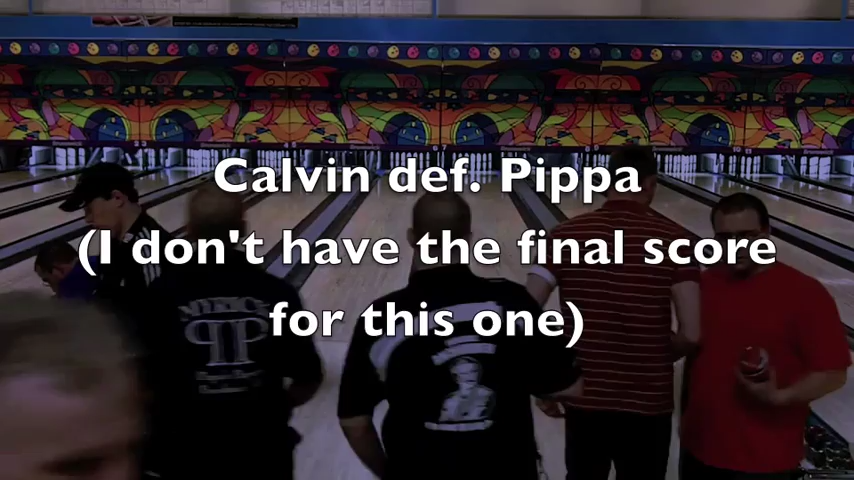 Calvin def. Pippa
(I don't have the final score
for this one)